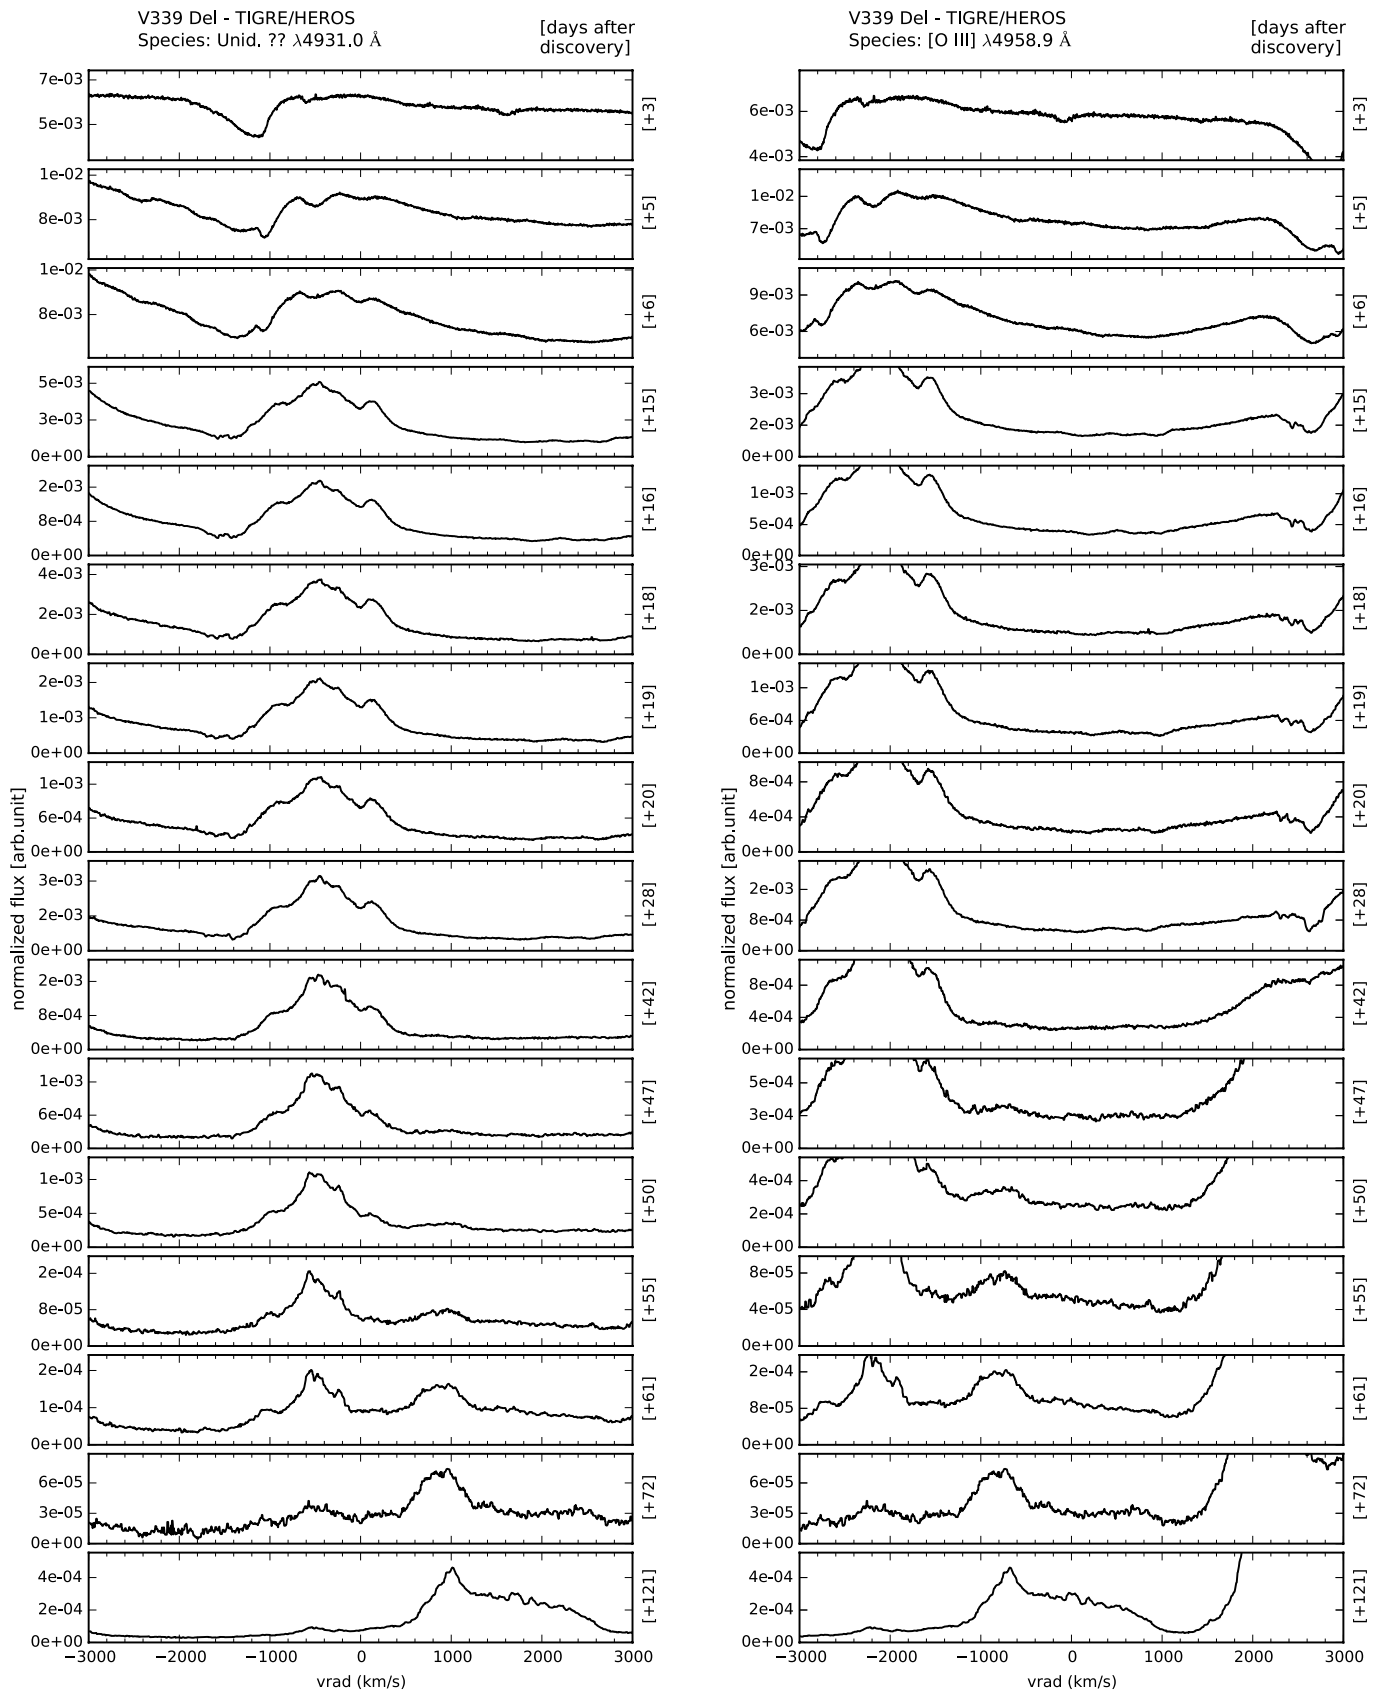 V339 Del - TIGRE/HEROS
Species: Unid. ?? λ4931.0 Å
[days after
discovery]
7e-03
5e-03
[+3]
1e-02
8e-03
[+5]
1e-02
8e-03
[+6]
5e-03
3e-03
0e+00
[+15]
2e-03
8e-04
0e+00
[+16]
4e-03
2e-03
0e+00
[+18]
2e-03
1e-03
0e+00
[+19]
1e-03
6e-04
0e+00
[+20]
3e-03
2e-03
0e+00
[+28]
2e-03
8e-04
0e+00
[+42]
1e-03
6e-04
0e+00
[+47]
1e-03
5e-04
0e+00
[+50]
2e-04
8e-05
0e+00
[+55]
2e-04
1e-04
0e+00
[+61]
6e-05
3e-05
0e+00
[+72]
4e-04
2e-04
0e+00
[+121]
normalized flux [arb.unit]
−3000 −2000 −1000 0 1000 2000 3000
vrad (km/s)
V339 Del - TIGRE/HEROS
Species: [O III] λ4958.9 Å
[days after
discovery]
6e-03
4e-03
[+3]
1e-02
7e-03
[+5]
9e-03
6e-03
[+6]
3e-03
2e-03
0e+00
[+15]
1e-03
5e-04
0e+00
[+16]
3e-03
2e-03
0e+00
[+18]
1e-03
6e-04
0e+00
[+19]
8e-04
4e-04
0e+00
[+20]
2e-03
8e-04
0e+00
[+28]
8e-04
4e-04
0e+00
[+42]
5e-04
3e-04
0e+00
[+47]
4e-04
2e-04
0e+00
[+50]
8e-05
4e-05
0e+00
[+55]
2e-04
8e-05
0e+00
[+61]
6e-05
3e-05
0e+00
[+72]
4e-04
2e-04
0e+00
[+121]
normalized flux [arb.unit]
−3000 −2000 −1000 0 1000 2000 3000
vrad (km/s)